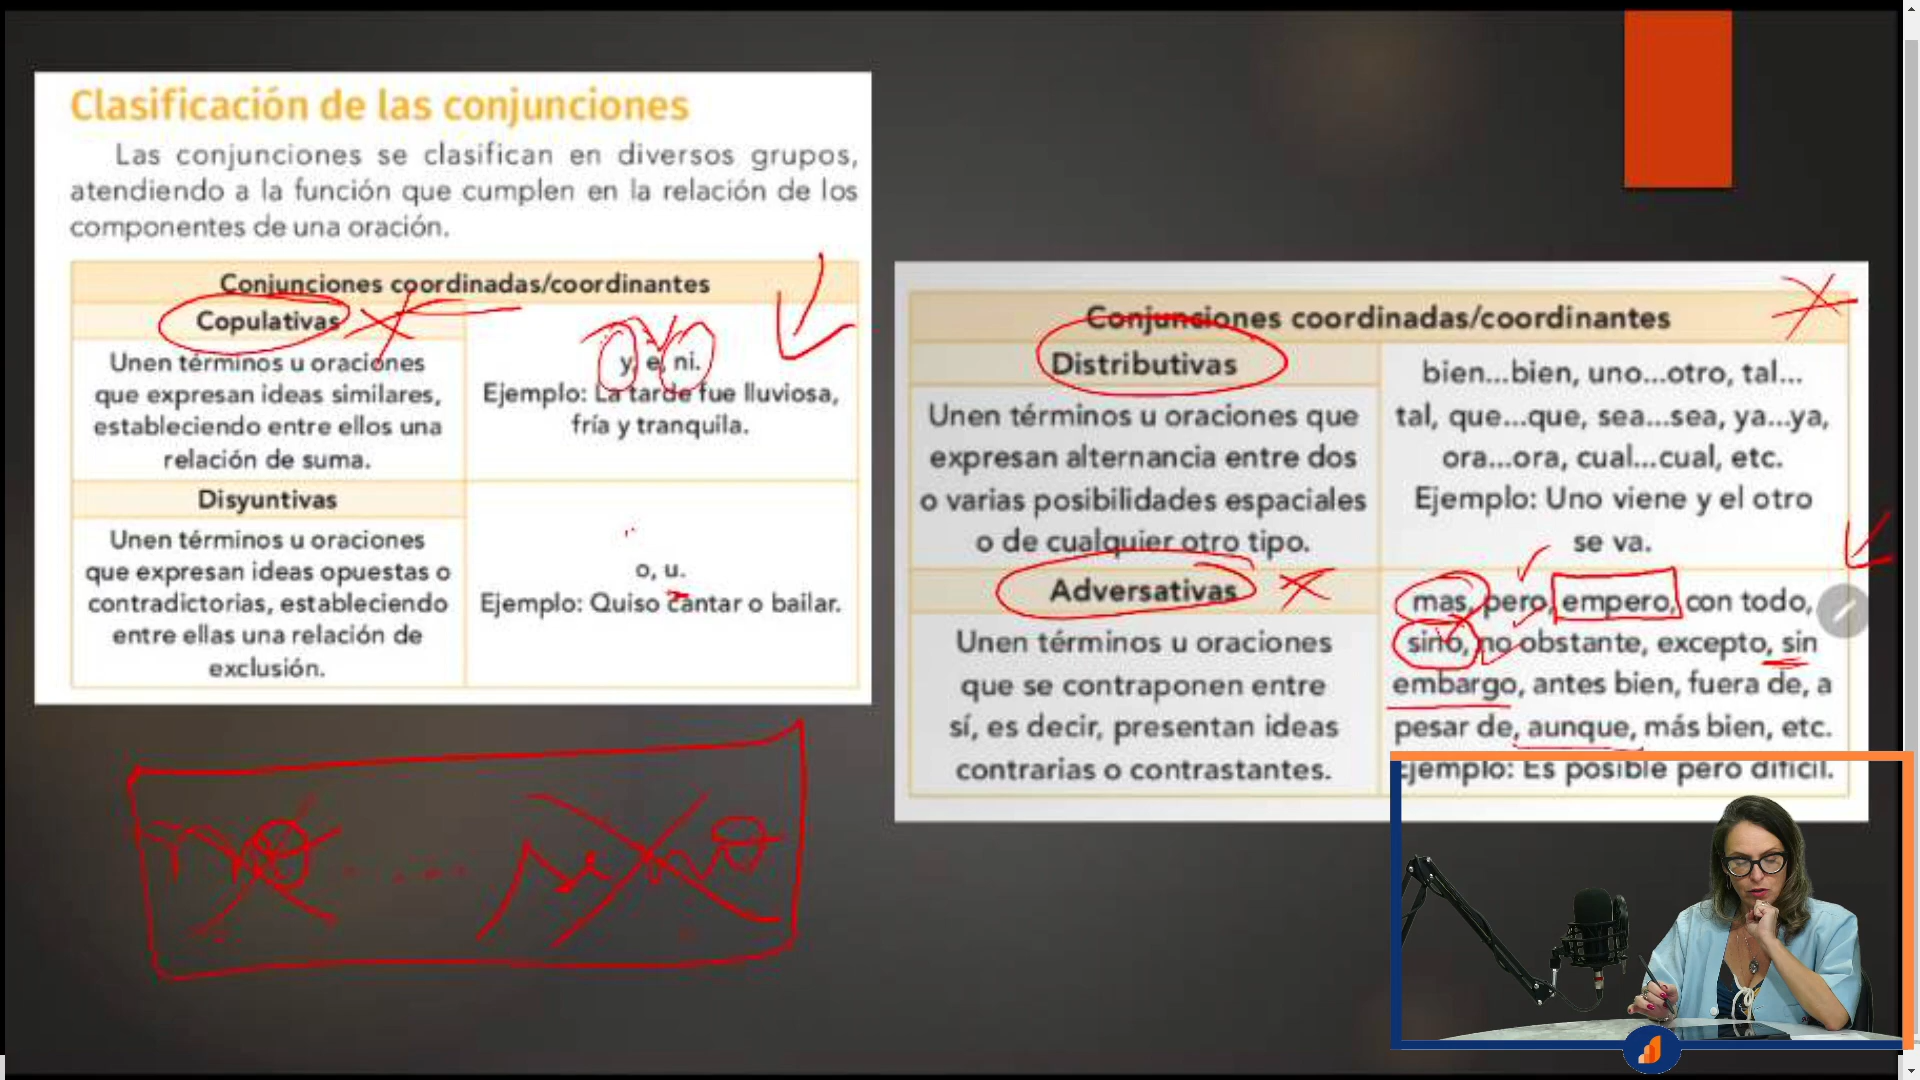 Clasificación de las conjunciones
Las conjunciones se clasifican en diversos grupos,
atendiendo a la función que cumplen en la relación de los
componentes de una oración.
Conjunciones coordinadas/coordinantes
Copulativas
Unen términos u oraciones
que expresan ideas similares,
estableciendo entre ellos una
relación de suma.
y, e, ni.
Ejemplo: La tarde fue lluviosa,
fría y tranquila.
Disyuntivas
Unen términos u oraciones
que expresan ideas opuestas o
contradictorias, estableciendo
entre ellas una relación de
exclusión.
o, u.
Ejemplo: Quiso cantar o bailar.
no ...... sino
Conjunciones coordinadas/coordinantes
Distributivas
Unen términos u oraciones que
expresan alternancia entre dos
o varias posibilidades espaciales
o de cualquier otro tipo.
bien...bien, uno...otro, tal...
tal, que...que, sea...sea, ya...ya,
ora...ora, cual...cual, etc.
Ejemplo: Uno viene y el otro
se va.
Adversativas
Unen términos u oraciones
que se contraponen entre
sí, es decir, presentan ideas
contrarias o contrastantes.
mas, pero, empero, con todo,
sino, no obstante, excepto, sin
embargo, antes bien, fuera de, a
pesar de, aunque, más bien, etc.
Ejemplo: Es posible pero difícil.